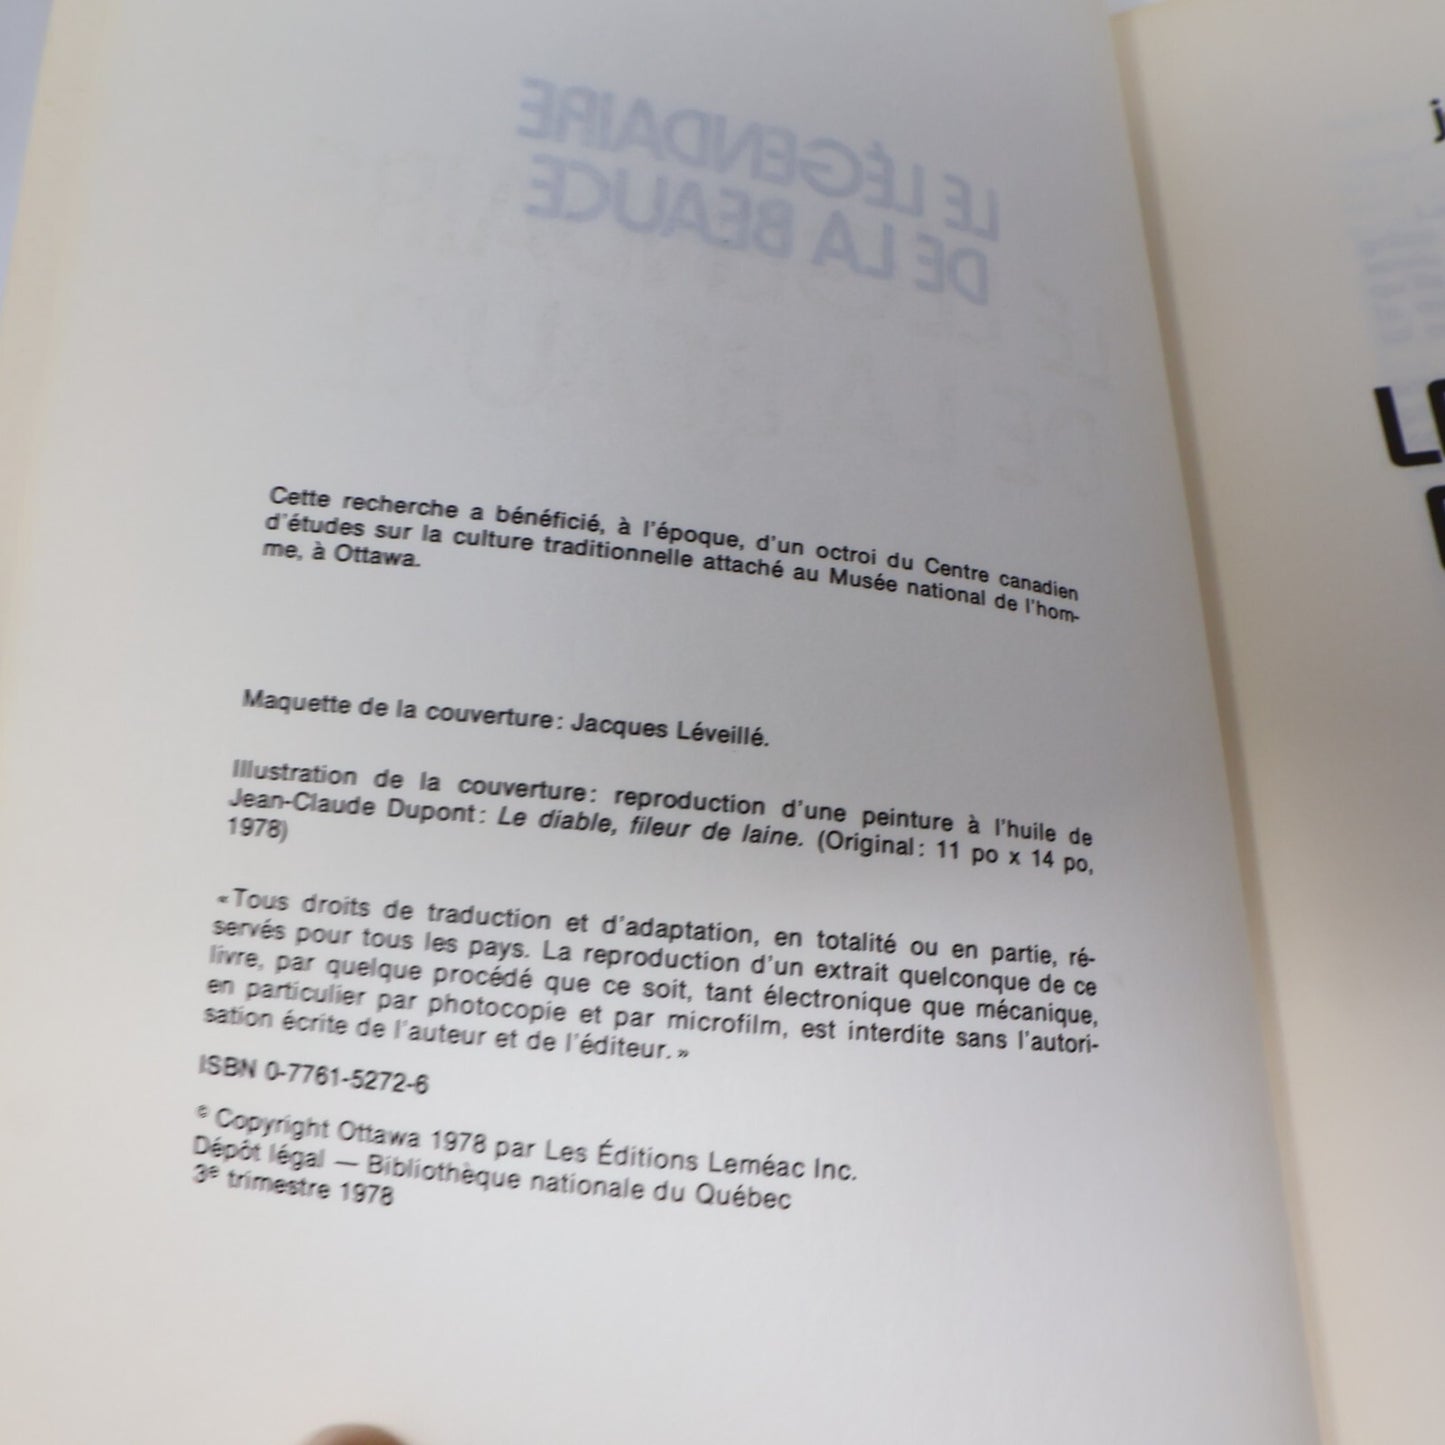 LE LÉGENDAIRE
DE LA BEAUCE
Cette recherche a bénéficié, à l'époque, d'un octroi du Centre canadien
d'études sur la culture traditionnelle attaché au Musée national de l'hom-
me, à Ottawa.
Maquette de la couverture: Jacques Léveillé.
Illustration de la couverture: reproduction d'une peinture à l'huile de
Jean-Claude Dupont: Le diable, fileur de laine. (Original: 11 po x 14 po,
1978)
«Tous droits de traduction et d'adaptation, en totalité ou en partie, ré-
servés pour tous les pays. La reproduction d'un extrait quelconque de ce
livre, par quelque procédé que ce soit, tant électronique que mécanique,
en particulier par photocopie et par microfilm, est interdite sans l'autori-
sation écrite de l'auteur et de l'éditeur.»
ISBN 0-7761-5272-6
© Copyright Ottawa 1978 par Les Éditions Leméac Inc.
Dépôt légal — Bibliothèque nationale du Québec
3e trimestre 1978